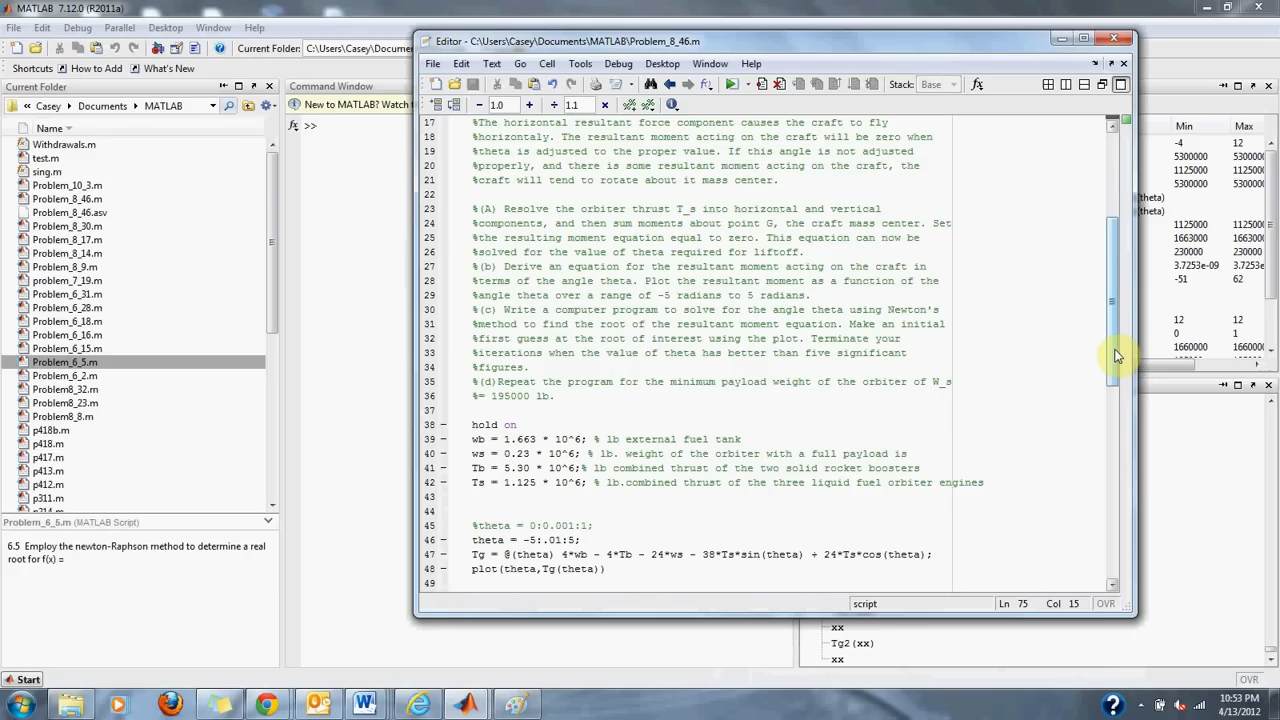 MATLAB 7.12.0 (R2011a)
File Edit Debug Parallel Desktop Window Help
Current Folder: C:\Users\Casey\Docume
Shortcuts How to Add What's New
Current Folder
Casey Documents MATLAB
Name
Withdrawals.m
test.m
sing.m
Problem_10_3.m
Problem_8_46.m
Problem_8_46.asv
Problem_8_30.m
Problem_8_17.m
Problem_8_14.m
Problem_8_9.m
problem_7_19.m
Problem_6_31.m
Problem_6_28.m
Problem_6_18.m
Problem_6_16.m
Problem_6_15.m
Problem_6_5.m
Problem_6_2.m
Problem_8_32.m
Problem8_23.m
Problem8_8.m
p418b.m
p418.m
p417.m
p413.m
p412.m
p311.m
Problem_6_5.m (MATLAB Script)
6.5 Employ the newton-Raphson method to determine a real
root for f(x) =
Start
Command Window
New to MATLAB? Watch
fx >>
Editor - C:\Users\Casey\Documents\MATLAB\Problem_8_46.m
File Edit Text Go Cell Tools Debug Desktop Window Help
Stack: Base
1.0 1.1
17 %The horizontal resultant force component causes the craft to fly
18 %horizontaly. The resultant moment acting on the craft will be zero when
19 %theta is adjusted to the proper value. If this angle is not adjusted
20 %properly, and there is some resultant moment acting on the craft, the
21 %craft will tend to rotate about it mass center.
22
23 %(A) Resolve the orbiter thrust T_s into horizontal and vertical
24 %components, and then sum moments about point G, the craft mass center. Set
25 %the resulting moment equation equal to zero. This equation can now be
26 %solved for the value of theta required for liftoff.
27 %(b) Derive an equation for the resultant moment acting on the craft in
28 %terms of the angle theta. Plot the resultant moment as a function of the
29 %angle theta over a range of -5 radians to 5 radians.
30 %(c) Write a computer program to solve for the angle theta using Newton's
31 %method to find the root of the resultant moment equation. Make an initial
32 %first guess at the root of interest using the plot. Terminate your
33 %iterations when the value of theta has better than five significant
34 %figures.
35 %(d)Repeat the program for the minimum payload weight of the orbiter of W_s
36 %= 195000 lb.
37
38 hold on
39 wb = 1.663 * 10^6; % lb external fuel tank
40 ws = 0.23 * 10^6; % lb. weight of the orbiter with a full payload is
41 Tb = 5.30 * 10^6;% lb combined thrust of the two solid rocket boosters
42 Ts = 1.125 * 10^6; % lb.combined thrust of the three liquid fuel orbiter engines
43
44
45 %theta = 0:0.001:1;
46 theta = -5:.01:5;
47 Tg = @(theta) 4*wb - 4*Tb - 24*ws - 38*Ts*sin(theta) + 24*Ts*cos(theta);
48 plot(theta,Tg(theta))
49
script Ln 75 Col 15 OVR
Min Max
-4 12
5300000 530000
1125000 112500
5300000 530000
(theta)
(theta)
1125000 112500
1663000 166300
230000 230000
3.7253e-09 3.7253
-51 62
12 12
0 1
1660000 166000
xx
Tg2(xx)
xx
OVR
10:53 PM
4/13/2012